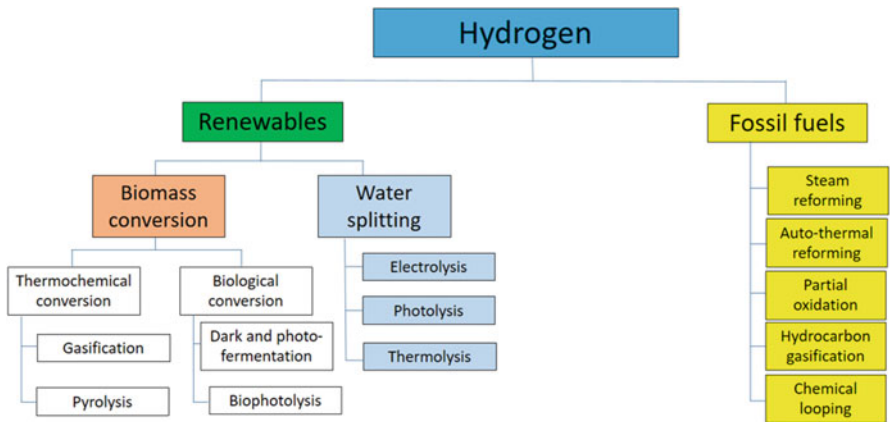 Hydrogen
Renewables
Fossil fuels
Biomass
conversion
Water
splitting
Thermochemical
conversion
Biological
conversion
Gasification
Pyrolysis
Dark and photo-
fermentation
Biophotolysis
Electrolysis
Photolysis
Thermolysis
Steam
reforming
Auto-thermal
reforming
Partial
oxidation
Hydrocarbon
gasification
Chemical
looping